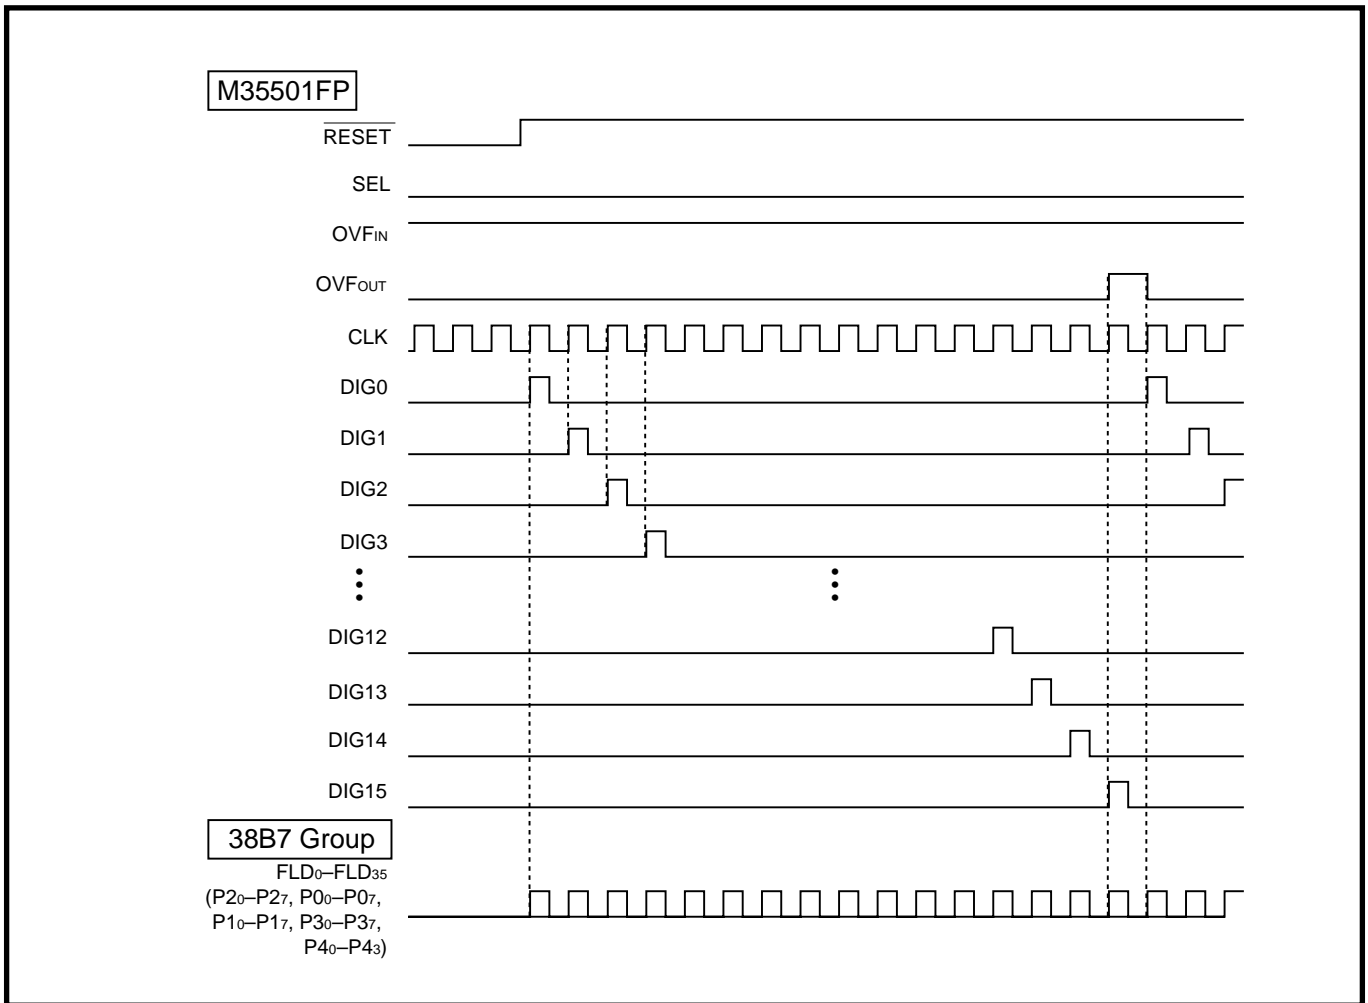 M35501FP
RESET
SEL
OVFIN
OVFOUT
CLK
DIG0
DIG1
DIG2
DIG3
DIG12
DIG13
DIG14
DIG15
38B7 Group
FLD0–FLD35
(P20–P27, P00–P07,
P10–P17, P30–P37,
P40–P43)